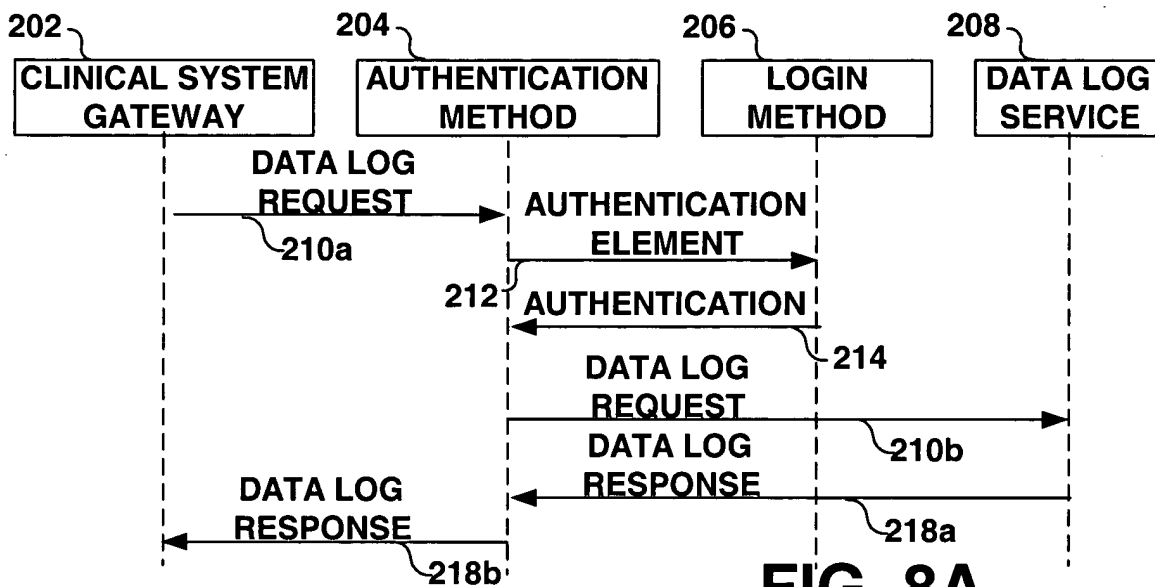 202
204
206
208
CLINICAL SYSTEM
GATEWAY
AUTHENTICATION
METHOD
LOGIN
METHOD
DATA LOG
SERVICE
DATA LOG
REQUEST
210a
AUTHENTICATION
ELEMENT
212
AUTHENTICATION
214
DATA LOG
REQUEST
210b
DATA LOG
RESPONSE
218a
DATA LOG
RESPONSE
218b
FIG. 8A